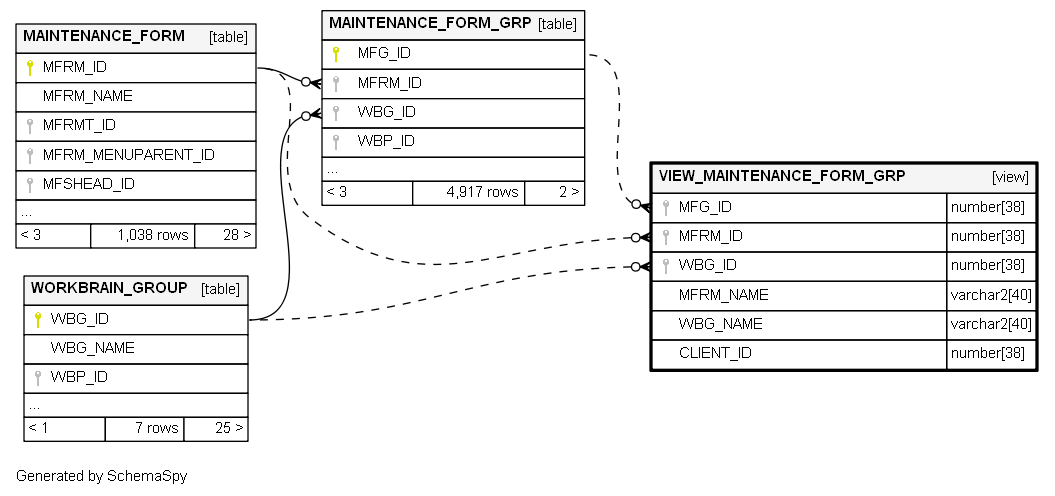 MAINTENANCE_FORM [table]
MFRM_ID
MFRM_NAME
MFRMT_ID
MFRM_MENUPARENT_ID
MFSHEAD_ID
...
< 3 1,038 rows 28 >
MAINTENANCE_FORM_GRP [table]
MFG_ID
MFRM_ID
WBG_ID
WBP_ID
...
< 3 4,917 rows 2 >
WORKBRAIN_GROUP [table]
WBG_ID
WBG_NAME
WBP_ID
...
< 1 7 rows 25 >
VIEW_MAINTENANCE_FORM_GRP [view]
MFG_ID number[38]
MFRM_ID number[38]
WBG_ID number[38]
MFRM_NAME varchar2[40]
WBG_NAME varchar2[40]
CLIENT_ID number[38]
Generated by SchemaSpy